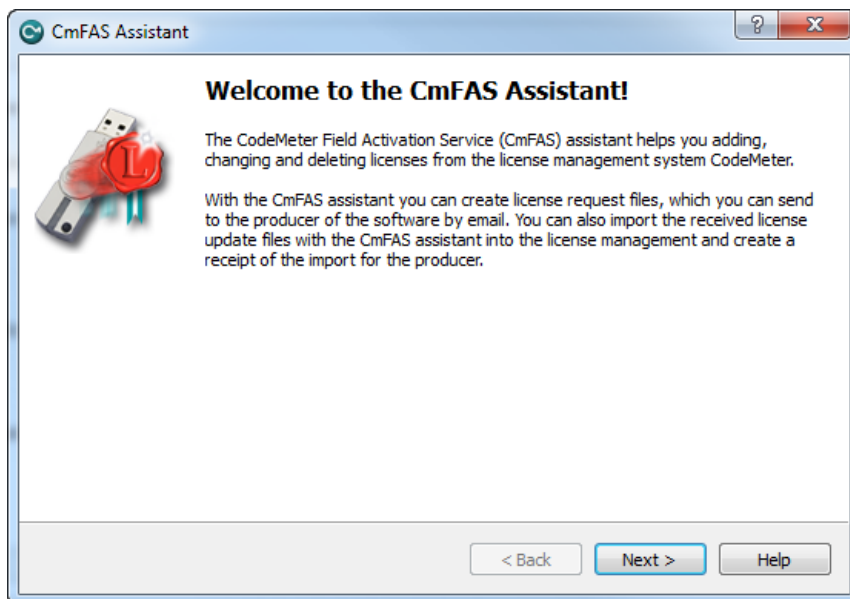 CmFAS Assistant
Welcome to the CmFAS Assistant!
The CodeMeter Field Activation Service (CmFAS) assistant helps you adding,
changing and deleting licenses from the license management system CodeMeter.
With the CmFAS assistant you can create license request files, which you can send
to the producer of the software by email. You can also import the received license
update files with the CmFAS assistant into the license management and create a
receipt of the import for the producer.
L
< Back
Next >
Help